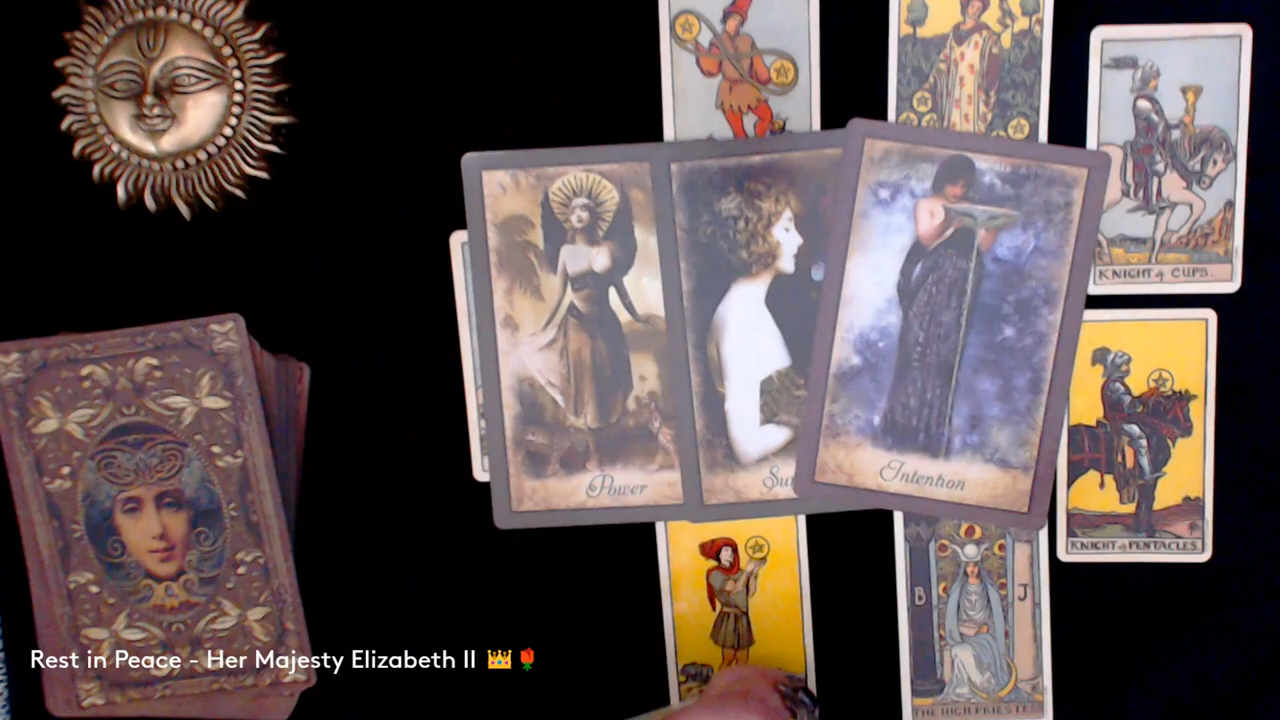 KNIGHT of CUPS.
Power
Intention
KNIGHT of PENTACLES.
B
J
Rest in Peace - Her Majesty Elizabeth II 👑🌹
THE HIGH PRIESTESS